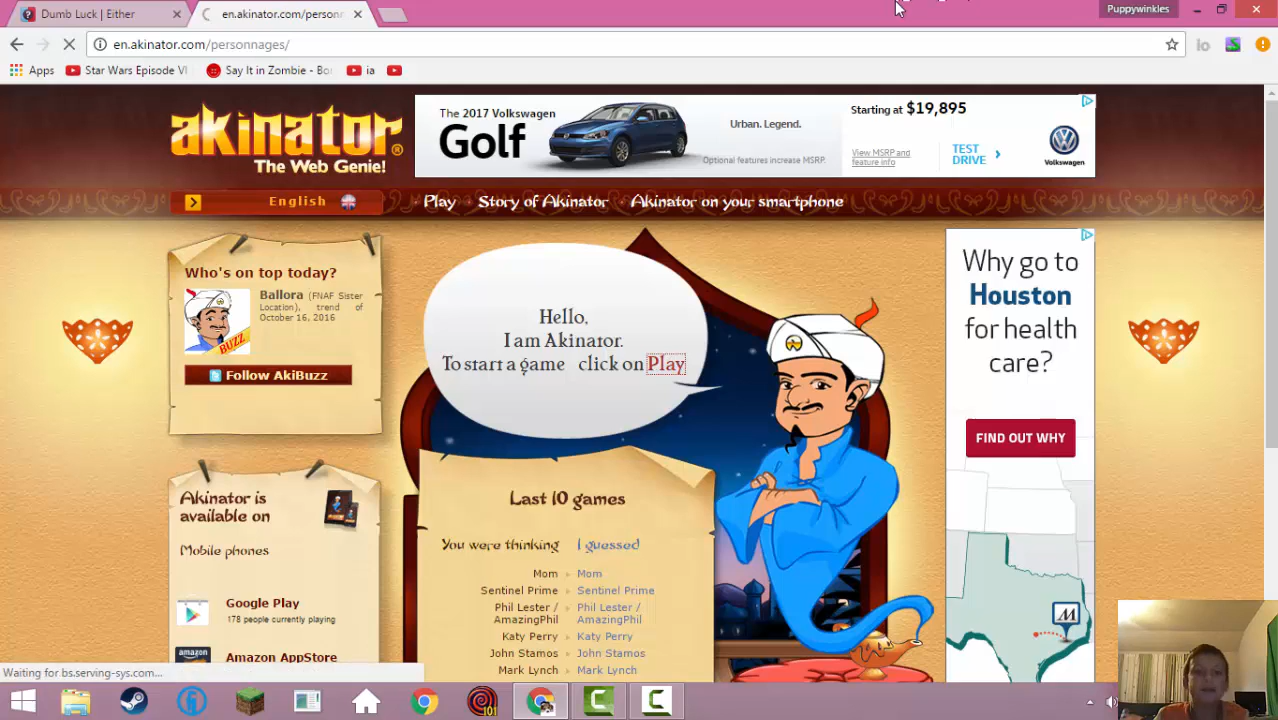 Dumb Luck | Either
en.akinator.com/personn
Puppywinkles
en.akinator.com/personnages/
Apps
Star Wars Episode VI
Say It in Zombie - Bo
ia
io
akinator®
The Web Genie!
The 2017 Volkswagen
Golf
Urban. Legend.
Optional features increase MSRP.
Starting at $19,895
View MSRP and
feature info
TEST
DRIVE
Volkswagen
English
Play
Story of Akinator
Akinator on your smartphone
Who's on top today?
Ballora (FNAF Sister
Location), trend of
October 16, 2016
BUZZ
Follow AkiBuzz
Hello,
I am Akinator.
To start a game click on Play
Why go to
Houston
for health
care?
FIND OUT WHY
M
Akinator is
available on
Mobile phones
Google Play
178 people currently playing
amazon
Amazon AppStore
Last 10 games
You were thinking I guessed
Mom Mom
Sentinel Prime Sentinel Prime
Phil Lester / Phil Lester /
AmazingPhil AmazingPhil
Katy Perry Katy Perry
John Stamos John Stamos
Mark Lynch Mark Lynch
Waiting for bs.serving-sys.com...
101